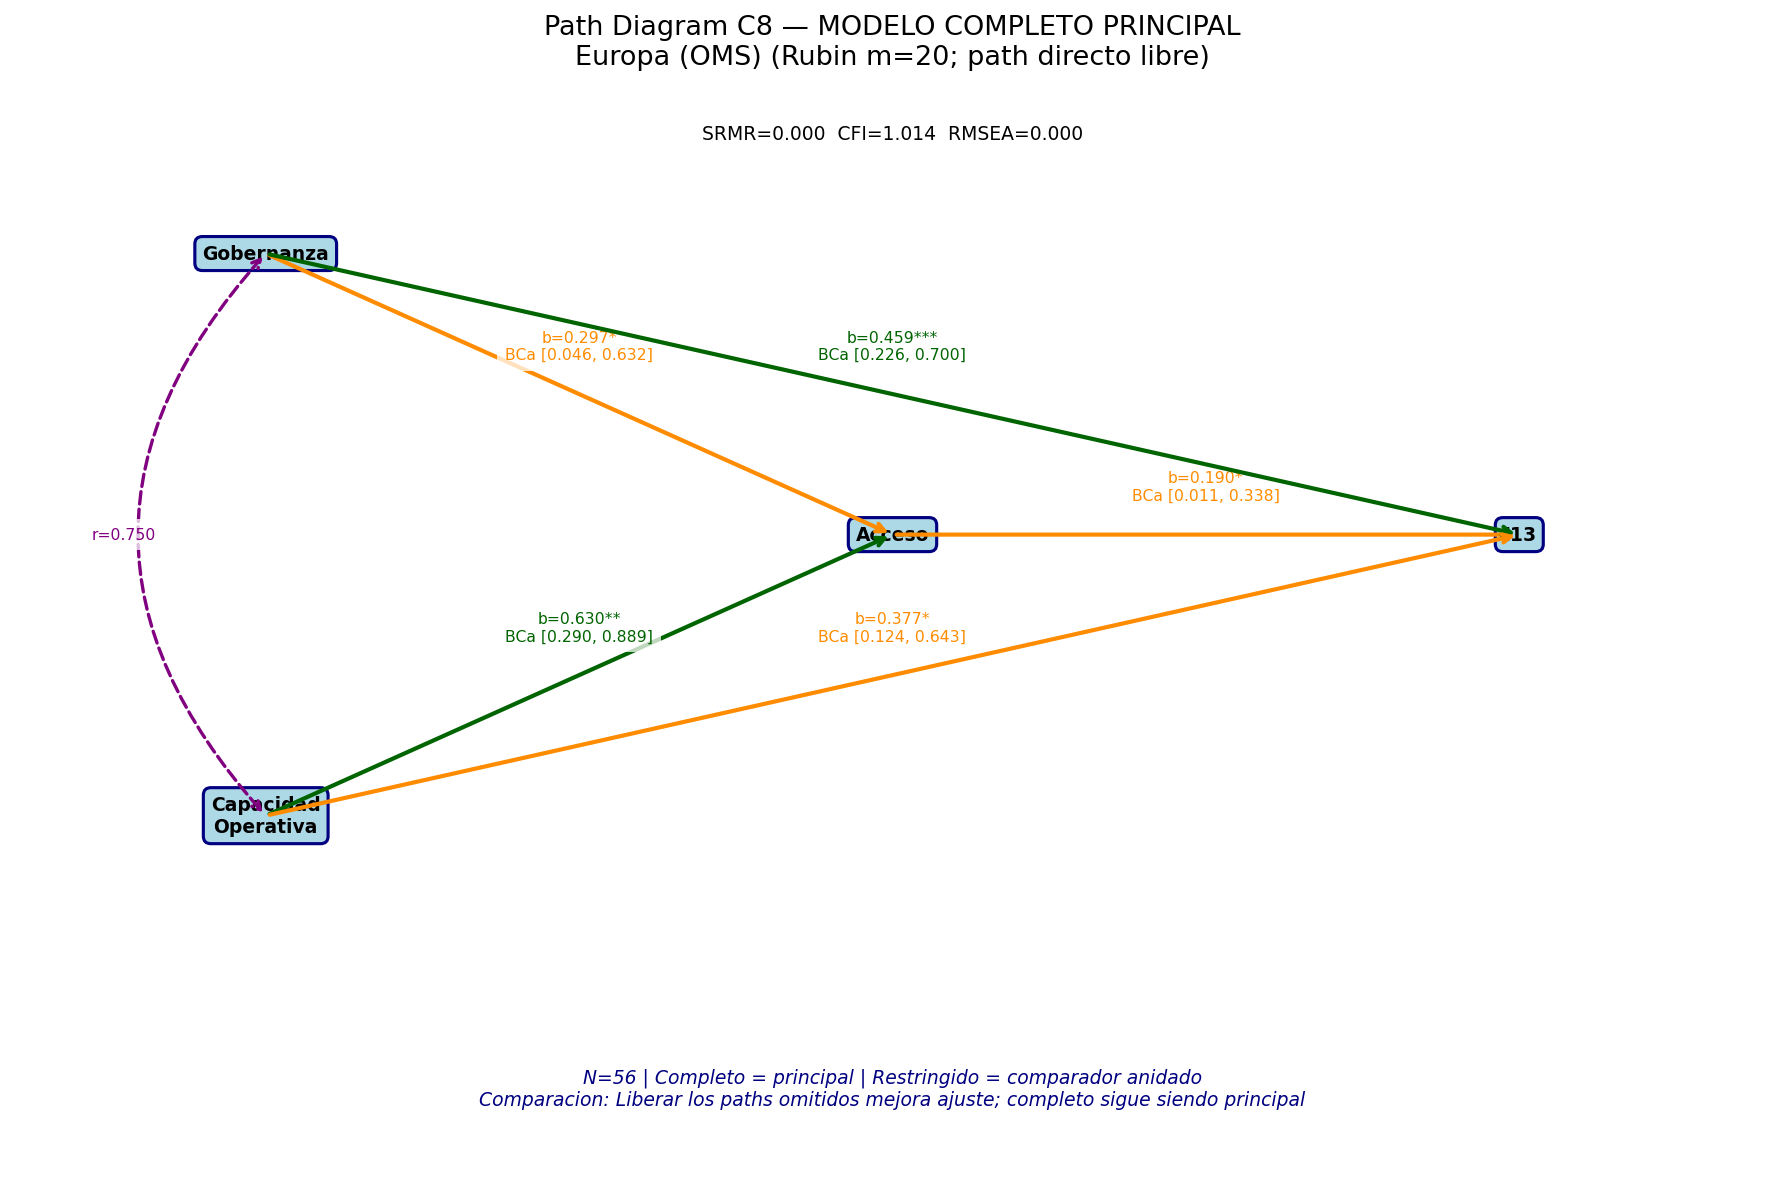 Path Diagram C8 — MODELO COMPLETO PRINCIPAL
Europa (OMS) (Rubin m=20; path directo libre)
SRMR=0.000  CFI=1.014  RMSEA=0.000
Gobernanza
b=0.297*
BCa [0.046, 0.632]
b=0.459***
BCa [0.226, 0.700]
b=0.190*
BCa [0.011, 0.338]
r=0.750
Acceso
13
b=0.630**
BCa [0.290, 0.889]
b=0.377*
BCa [0.124, 0.643]
Capacidad
Operativa
N=56 | Completo = principal | Restringido = comparador anidado
Comparacion: Liberar los paths omitidos mejora ajuste; completo sigue siendo principal